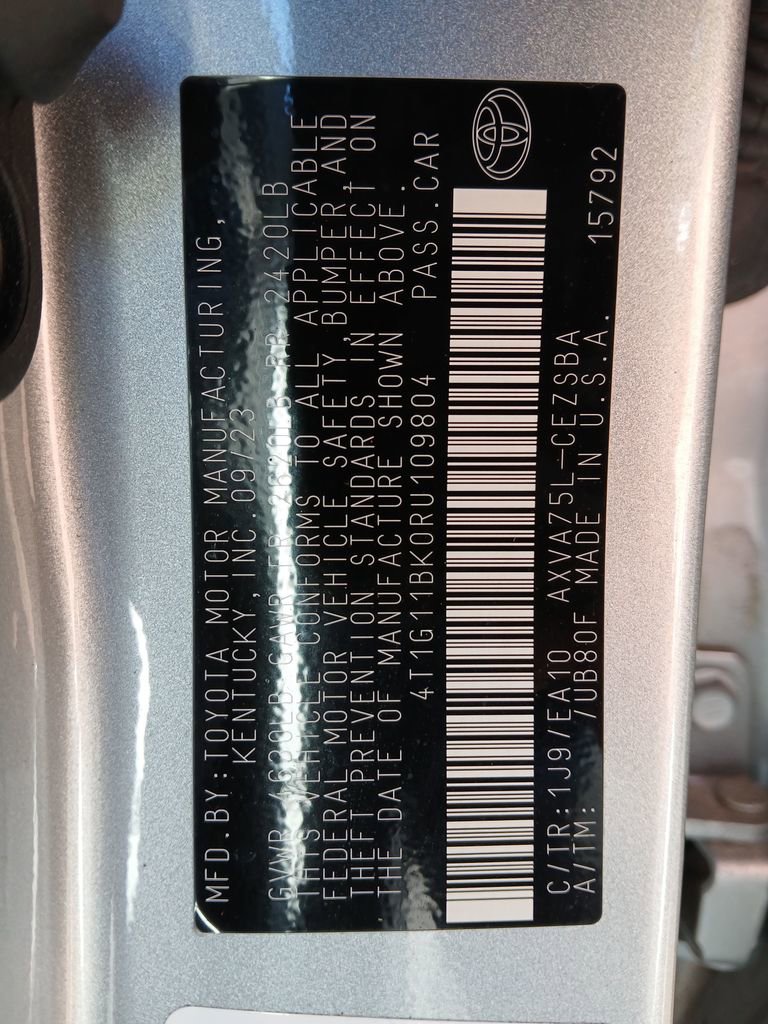 MFD.BY:TOYOTA MOTOR MANUFACTURING,
KENTUCKY, INC.09/23
GVWR 4630LB GAWR FR 2620LB RR 2420LB
THIS VEHICLE CONFORMS TO ALL APPLICABLE
FEDERAL MOTOR VEHICLE SAFETY, BUMPER, AND
THEFT PREVENTION STANDARDS IN EFFECT ON
THE DATE OF MANUFACTURE SHOWN ABOVE.
4T1G11BK0RU109804 PASS.CAR
C/TR:1J9/EA10 AXVA75L-CEZSBA
A/TM: /UB80F MADE IN U.S.A. 15792